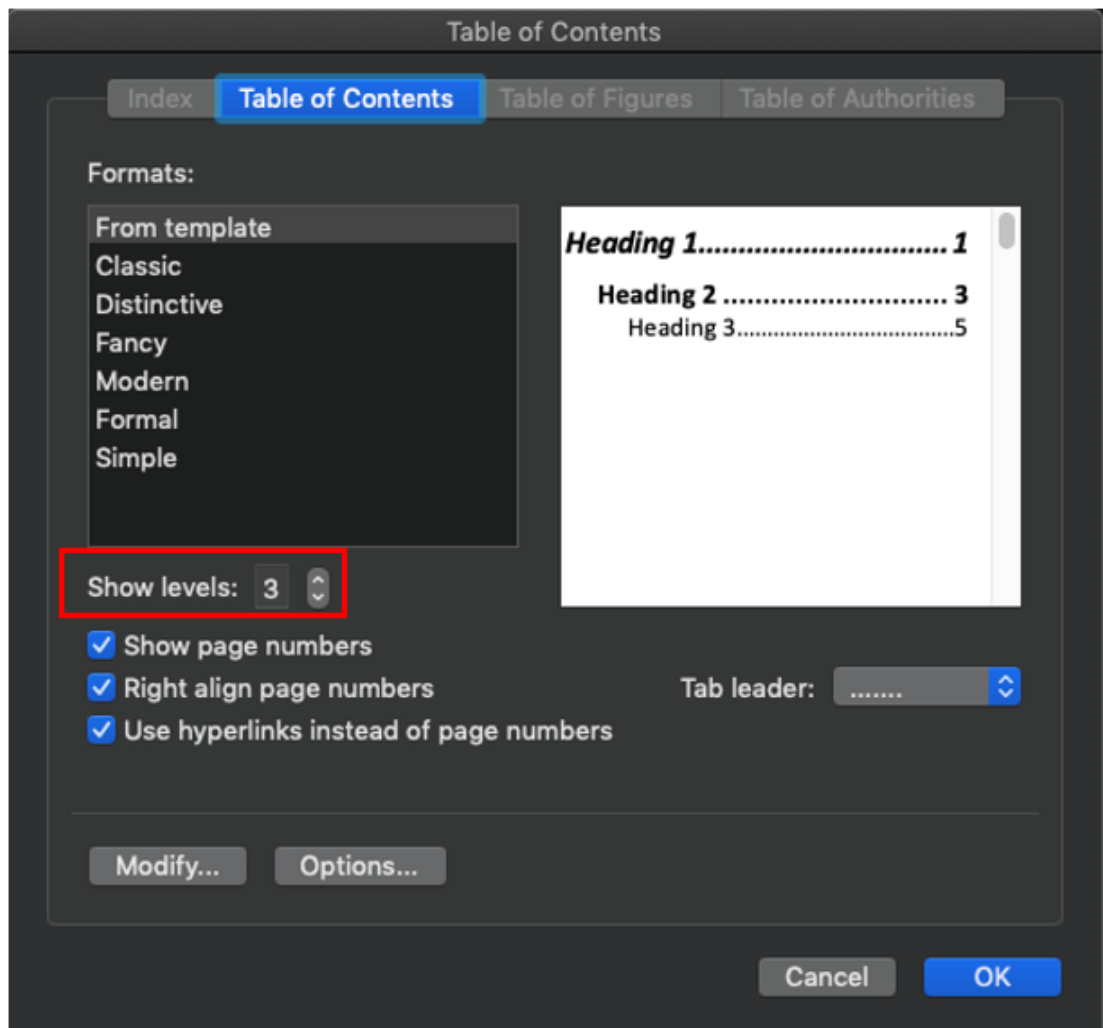 Table of Contents
Index Table of Contents Table of Figures Table of Authorities
Formats:
From template
Classic
Distinctive
Fancy
Modern
Formal
Simple
Heading 1.............................. 1
Heading 2 ............................ 3
Heading 3.....................................5
Show levels: 3
Show page numbers
Right align page numbers
Tab leader: .......
Use hyperlinks instead of page numbers
Modify... Options...
Cancel OK